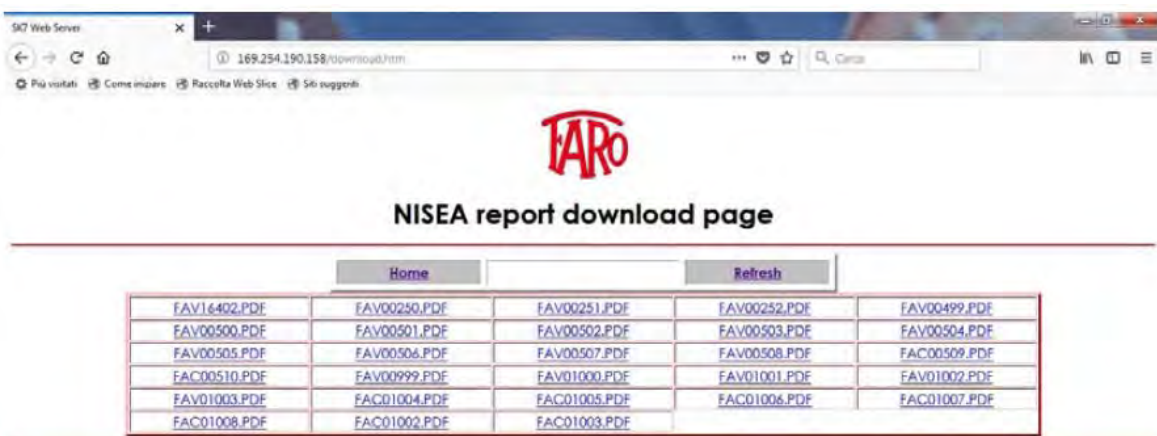 SK7 Web Server
169.254.190.158/download.htm
Cerca
Più visitati Come iniziare Raccolta Web Slice Siti suggeriti
FARO
NISEA report download page
Home Refresh
FAV16402.PDF FAV00250.PDF FAV00251.PDF FAV00252.PDF FAV00499.PDF
FAV00500.PDF FAV00501.PDF FAV00502.PDF FAV00503.PDF FAV00504.PDF
FAV00505.PDF FAV00506.PDF FAV00507.PDF FAV00508.PDF FAC00509.PDF
FAC00510.PDF FAV00999.PDF FAV01000.PDF FAV01001.PDF FAV01002.PDF
FAV01003.PDF FAC01004.PDF FAC01005.PDF FAC01006.PDF FAC01007.PDF
FAC01008.PDF FAC01002.PDF FAC01003.PDF